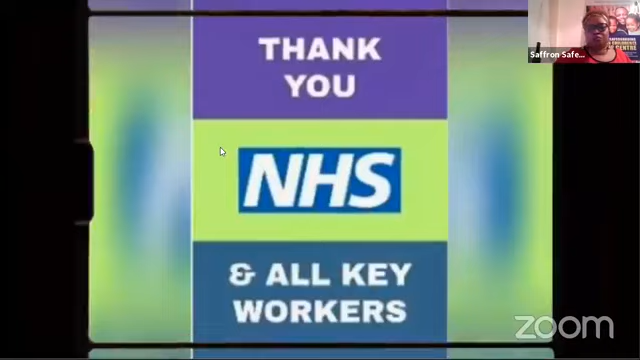 THANK
YOU
NHS
& ALL KEY
WORKERS
Saffron Safe...
zoom